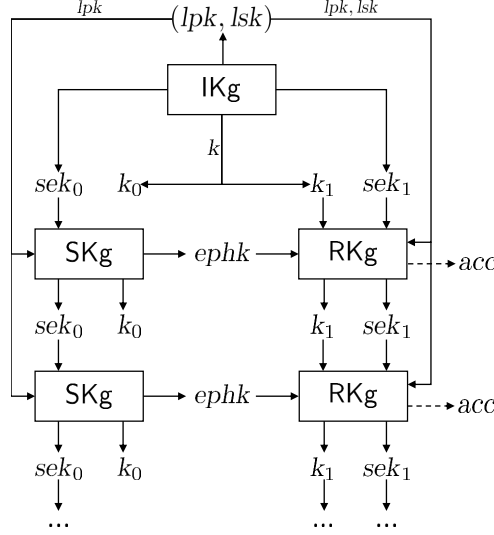 lpk (lpk, lsk) lpk, lsk
IKg
k
sek₀ k₀ k₁ sek₁
SKg ephk RKg
acc
sek₀ k₀ k₁ sek₁
SKg ephk RKg
acc
sek₀ k₀ k₁ sek₁
... ... ...